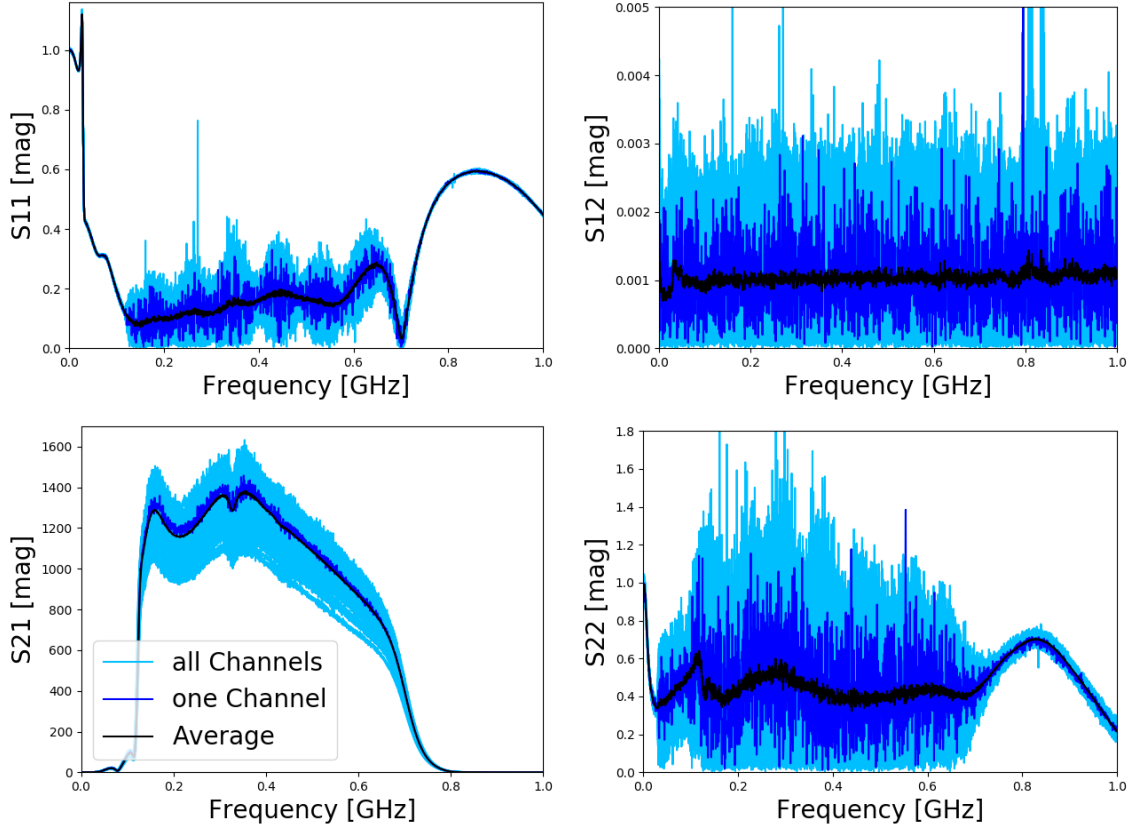 S11 [mag]
1.0
0.8
0.6
0.4
0.2
0.0
0.0 0.2 0.4 0.6 0.8 1.0
Frequency [GHz]
S12 [mag]
0.005
0.004
0.003
0.002
0.001
0.000
0.0 0.2 0.4 0.6 0.8 1.0
Frequency [GHz]
S21 [mag]
1600
1400
1200
1000
800
600
400
200
0
all Channels
one Channel
Average
0.0 0.2 0.4 0.6 0.8 1.0
Frequency [GHz]
S22 [mag]
1.8
1.6
1.4
1.2
1.0
0.8
0.6
0.4
0.2
0.0
0.0 0.2 0.4 0.6 0.8 1.0
Frequency [GHz]